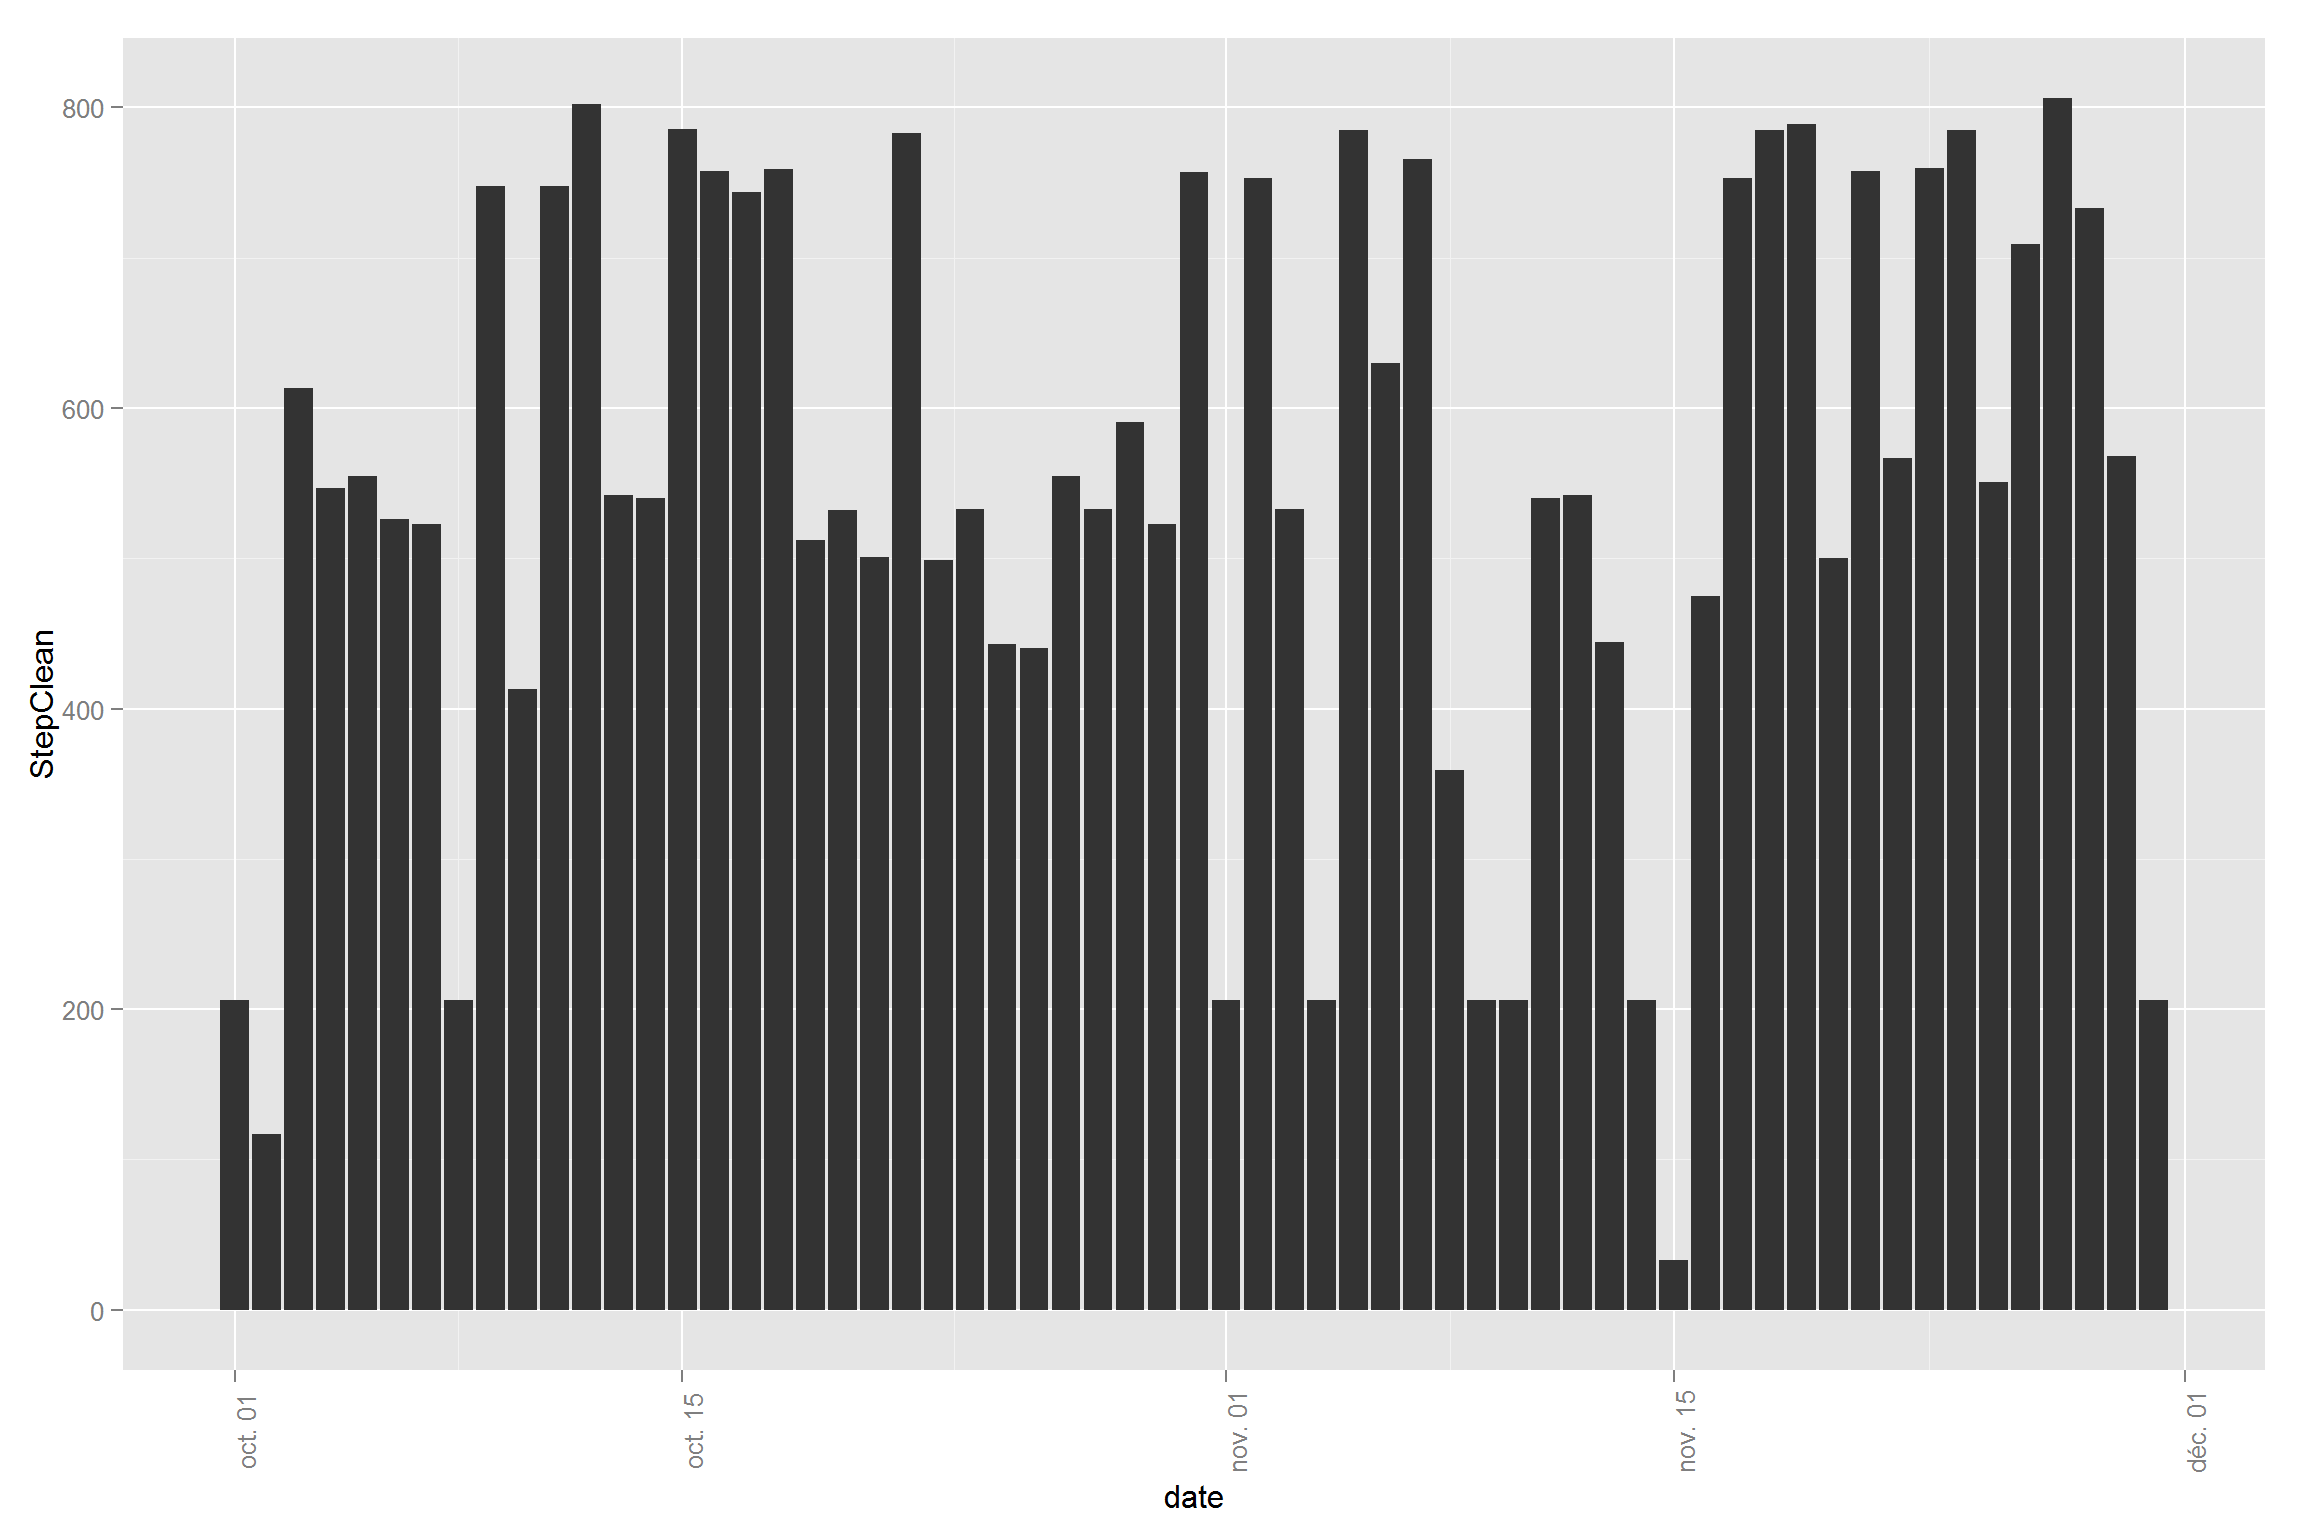 800
600
400
200
0
StepClean
oct. 01
oct. 15
nov. 01
nov. 15
déc. 01
date